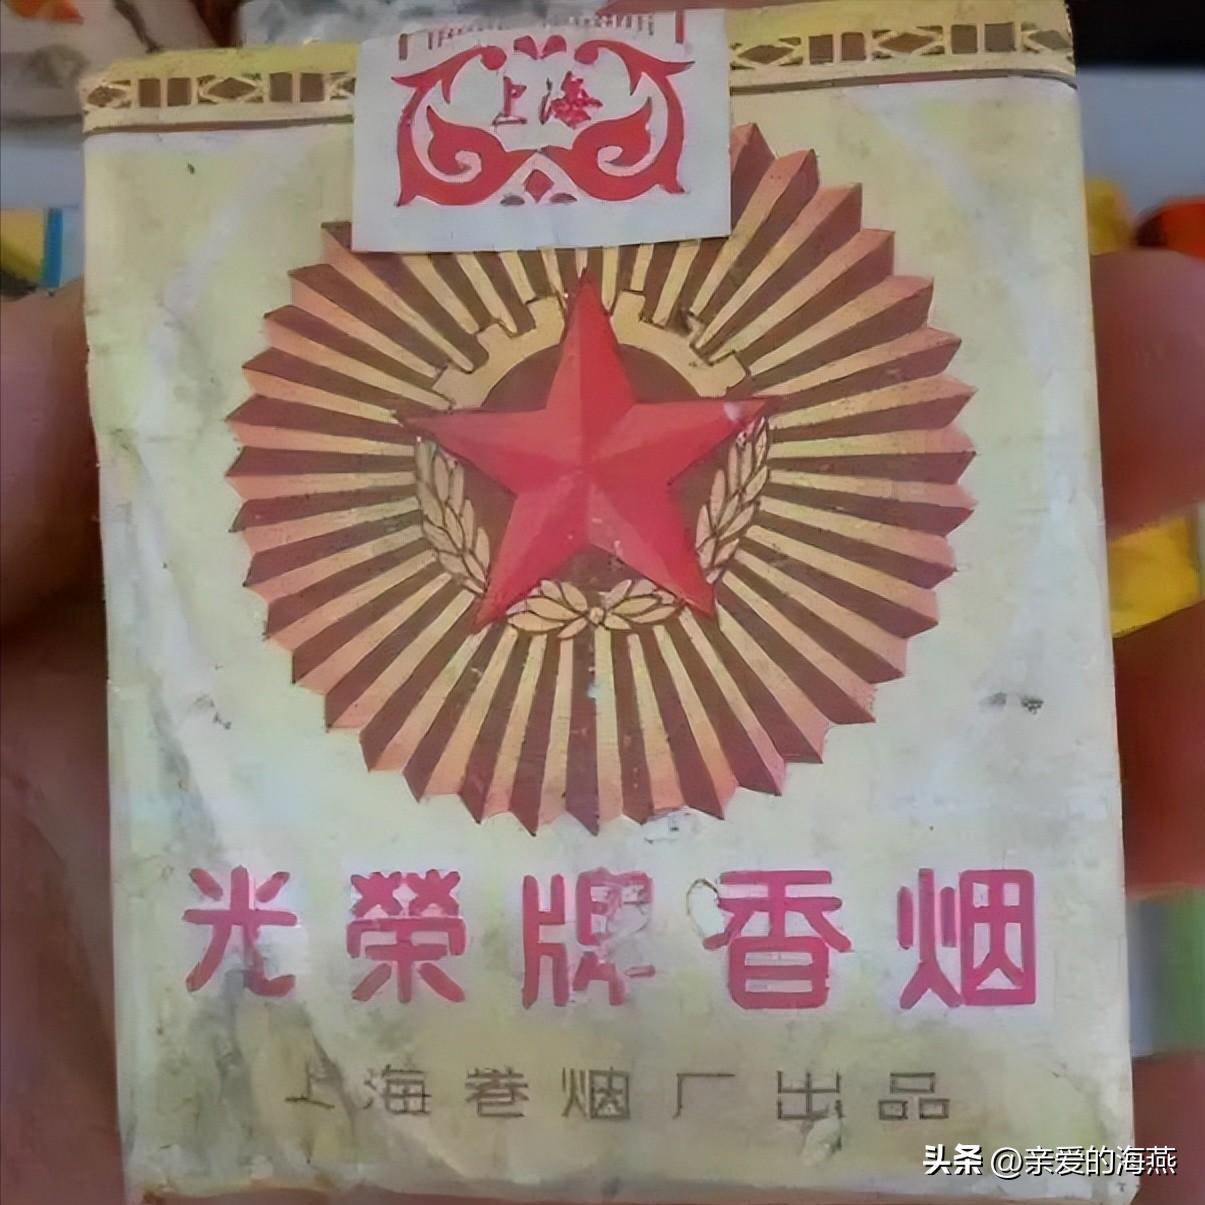 上海
光榮牌香烟
上海卷烟厂出品
头条 @亲爱的海燕